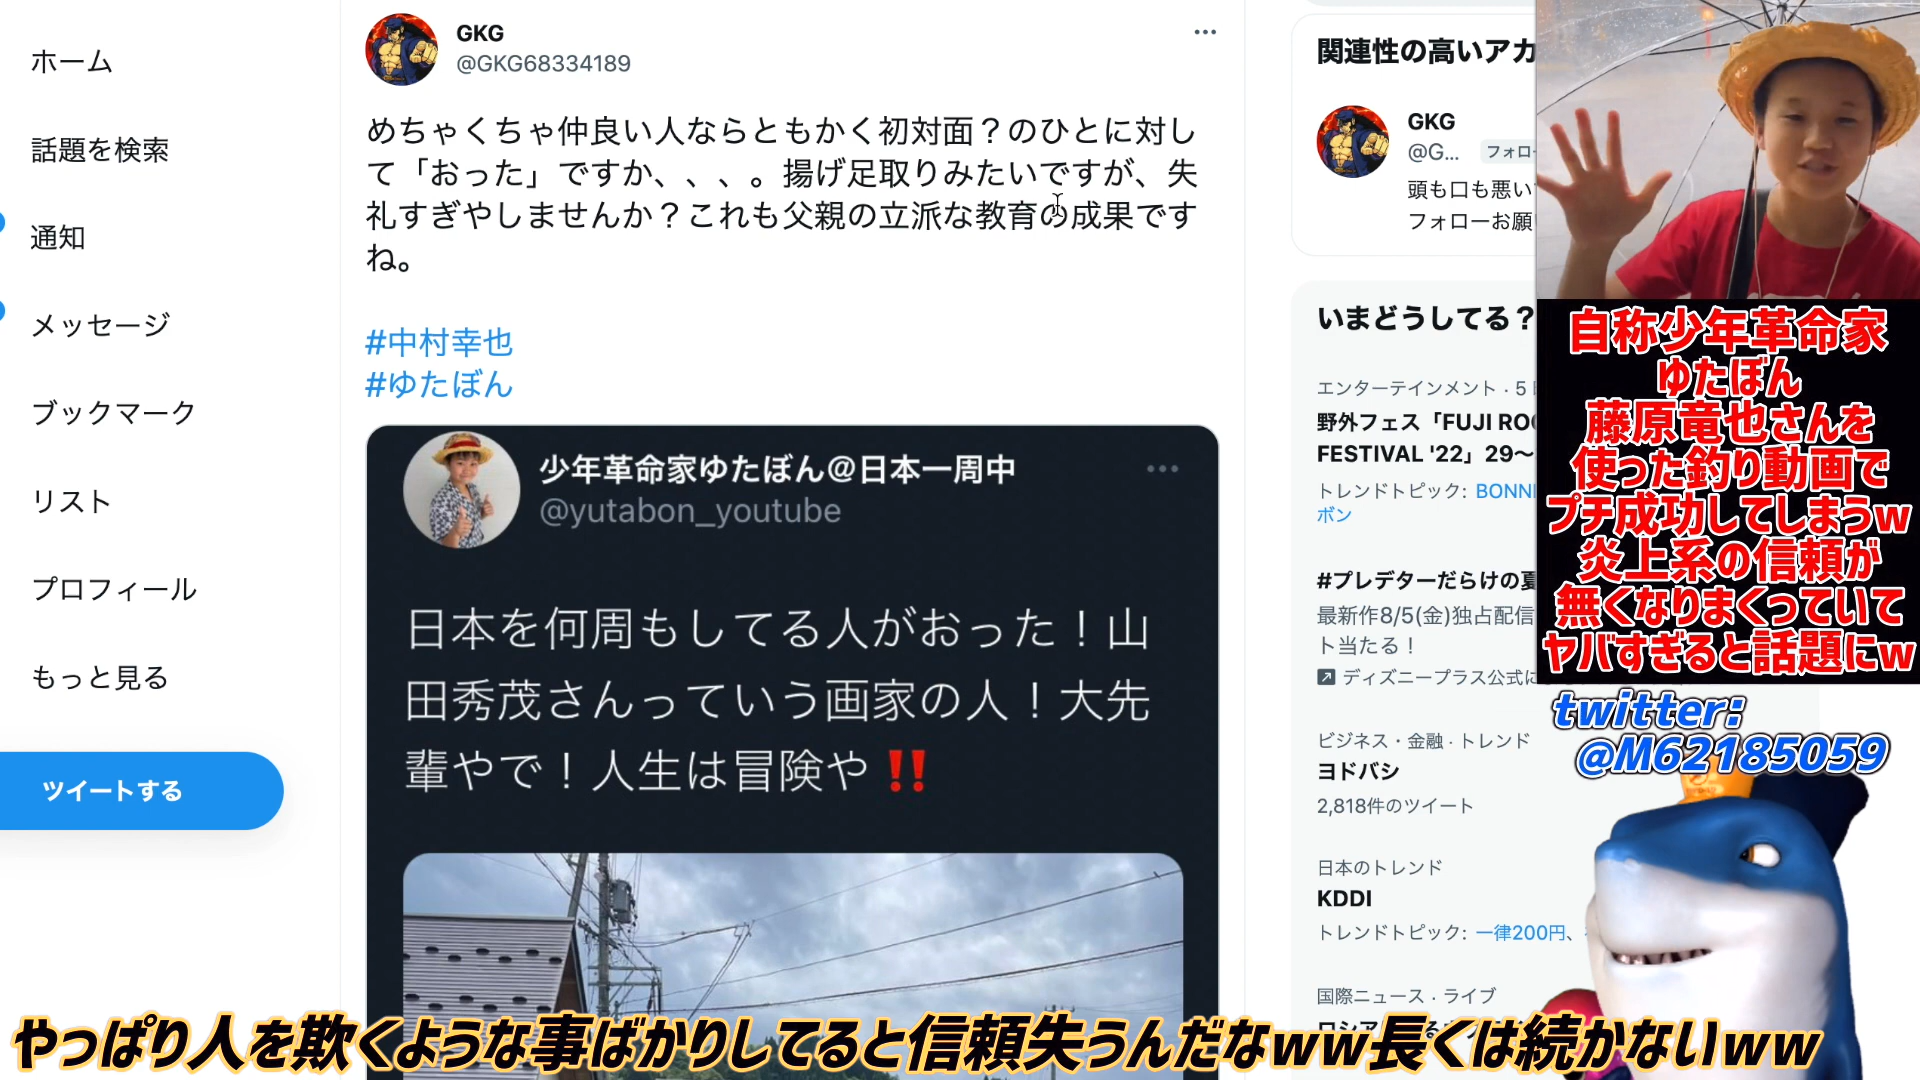 ホーム
話題を検索
通知
メッセージ
ブックマーク
リスト
プロフィール
もっと見る
ツイートする
GKG
@GKG68334189
めちゃくちゃ仲良い人ならともかく初対面？のひとに対し
て「おった」ですか、、、。揚げ足取りみたいですが、失
礼すぎやしませんか？これも父親の立派な教育の成果です
ね。
#中村幸也
#ゆたぼん
少年革命家ゆたぼん@日本一周中
@yutabon_youtube
日本を何周もしてる人がおった！山
田秀茂さんっていう画家の人！大先
輩やで！人生は冒険や‼️
関連性の高いアカ
GKG
@G...
フォロー
頭も口も悪い
フォローお願
いまどうしてる？
エンターテインメント · 5
野外フェス「FUJI RO
FESTIVAL '22」29〜
トレンドトピック: BONN
ボン
#プレデターだらけの夏
最新作8/5(金)独占配信
ト当たる！
ディズニープラス公式に
ビジネス・金融 · トレンド
ヨドバシ
2,818件のツイート
日本のトレンド
KDDI
トレンドトピック: 一律200円、
国際ニュース · ライブ
自称少年革命家
ゆたぼん
藤原竜也さんを
使った釣り動画で
プチ成功してしまうw
炎上系の信頼が
無くなりまくっていて
ヤバすぎると話題にw
twitter:
@M62185059
やっぱり人を欺くような事ばかりしてると信頼失うんだなww長くは続かないww